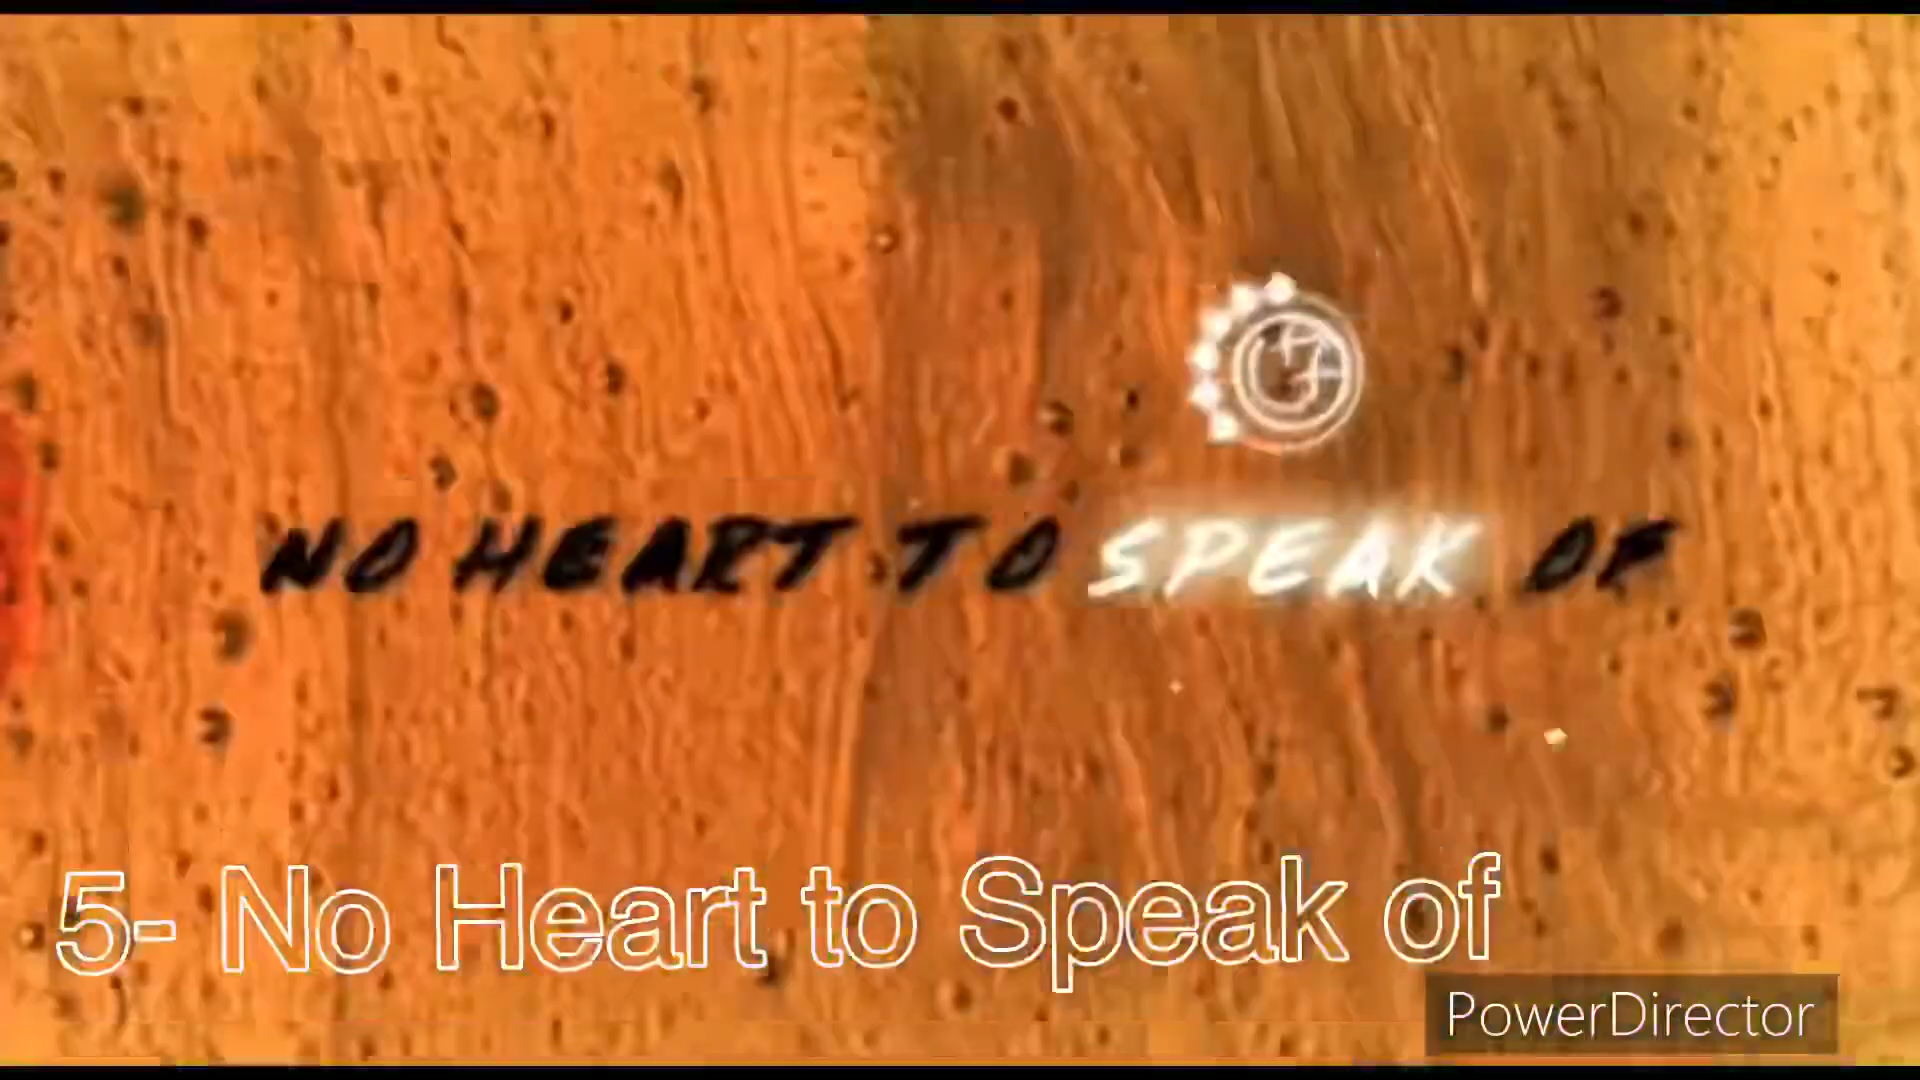 NO HEART TO SPEAK OF
5- No Heart to Speak of
PowerDirector